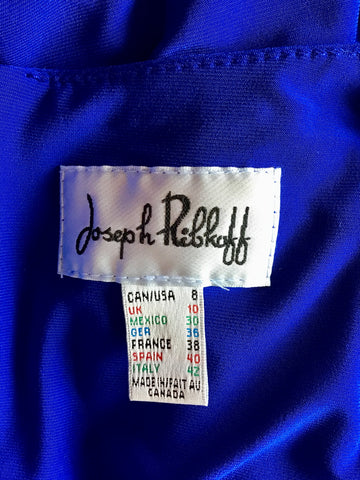 Joseph Ribkoff
CAN/USA 8
UK 10
MEXICO 30
GER 36
FRANCE 38
SPAIN 40
ITALY 42
MADE IN/FAIT AU
CANADA